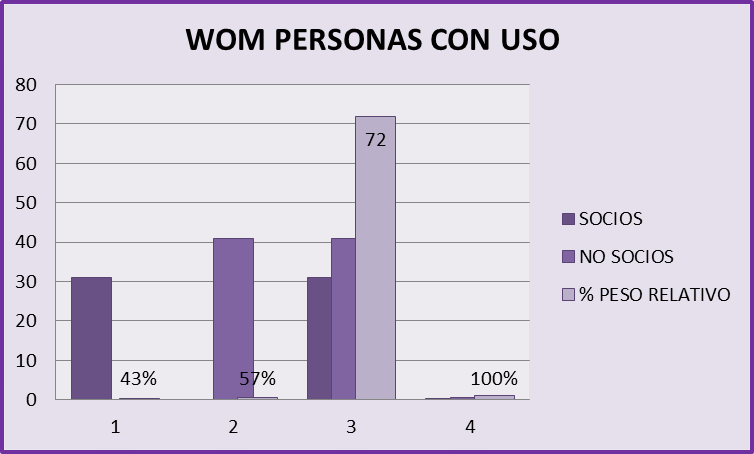 WOM PERSONAS CON USO
80
70
60
50
40
30
20
10
0
72
43%
57%
100%
1 2 3 4
SOCIOS
NO SOCIOS
% PESO RELATIVO